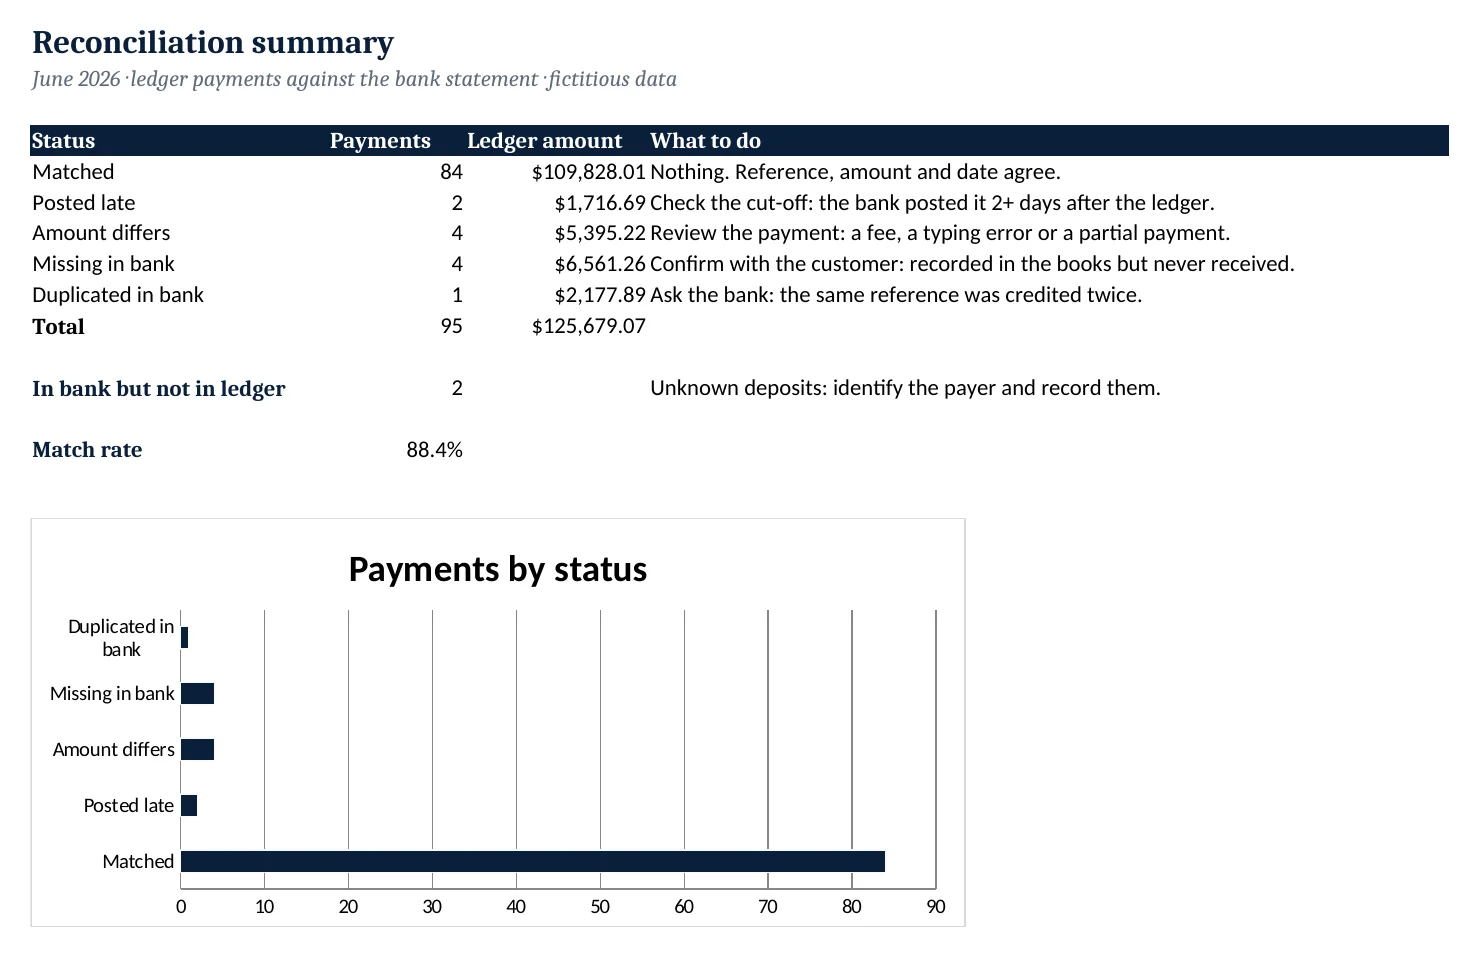 Reconciliation summary
June 2026 · ledger payments against the bank statement · fictitious data
Status Payments Ledger amount What to do
Matched 84 $109,828.01 Nothing. Reference, amount and date agree.
Posted late 2 $1,716.69 Check the cut-off: the bank posted it 2+ days after the ledger.
Amount differs 4 $5,395.22 Review the payment: a fee, a typing error or a partial payment.
Missing in bank 4 $6,561.26 Confirm with the customer: recorded in the books but never received.
Duplicated in bank 1 $2,177.89 Ask the bank: the same reference was credited twice.
Total 95 $125,679.07
In bank but not in ledger 2 Unknown deposits: identify the payer and record them.
Match rate 88.4%
Payments by status
Duplicated in
bank
Missing in bank
Amount differs
Posted late
Matched
0 10 20 30 40 50 60 70 80 90